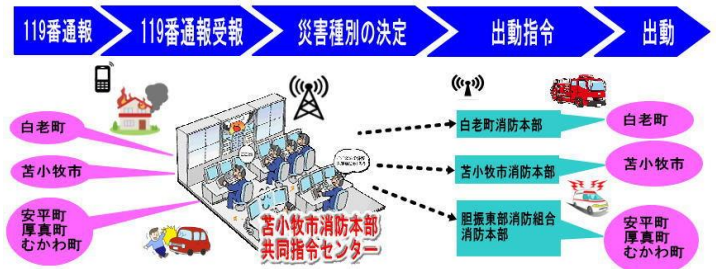 119番通報
119番通報受報
災害種別の決定
出動指令
出動
白老町
苫小牧市
安平町
厚真町
むかわ町
苫小牧市消防本部
共同指令センター
白老町消防本部
苫小牧市消防本部
胆振東部消防組合
消防本部
白老町
苫小牧市
安平町
厚真町
むかわ町